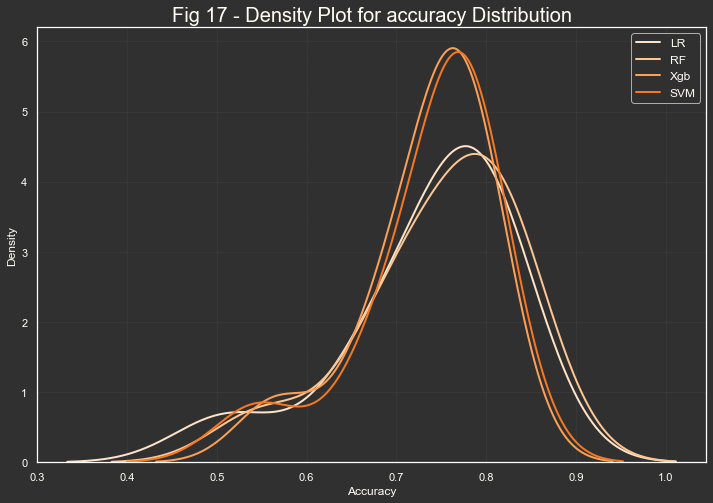 Fig 17 - Density Plot for accuracy Distribution
LR
RF
Xgb
SVM
6
5
4
3
2
1
0
Density
0.3 0.4 0.5 0.6 0.7 0.8 0.9 1.0
Accuracy